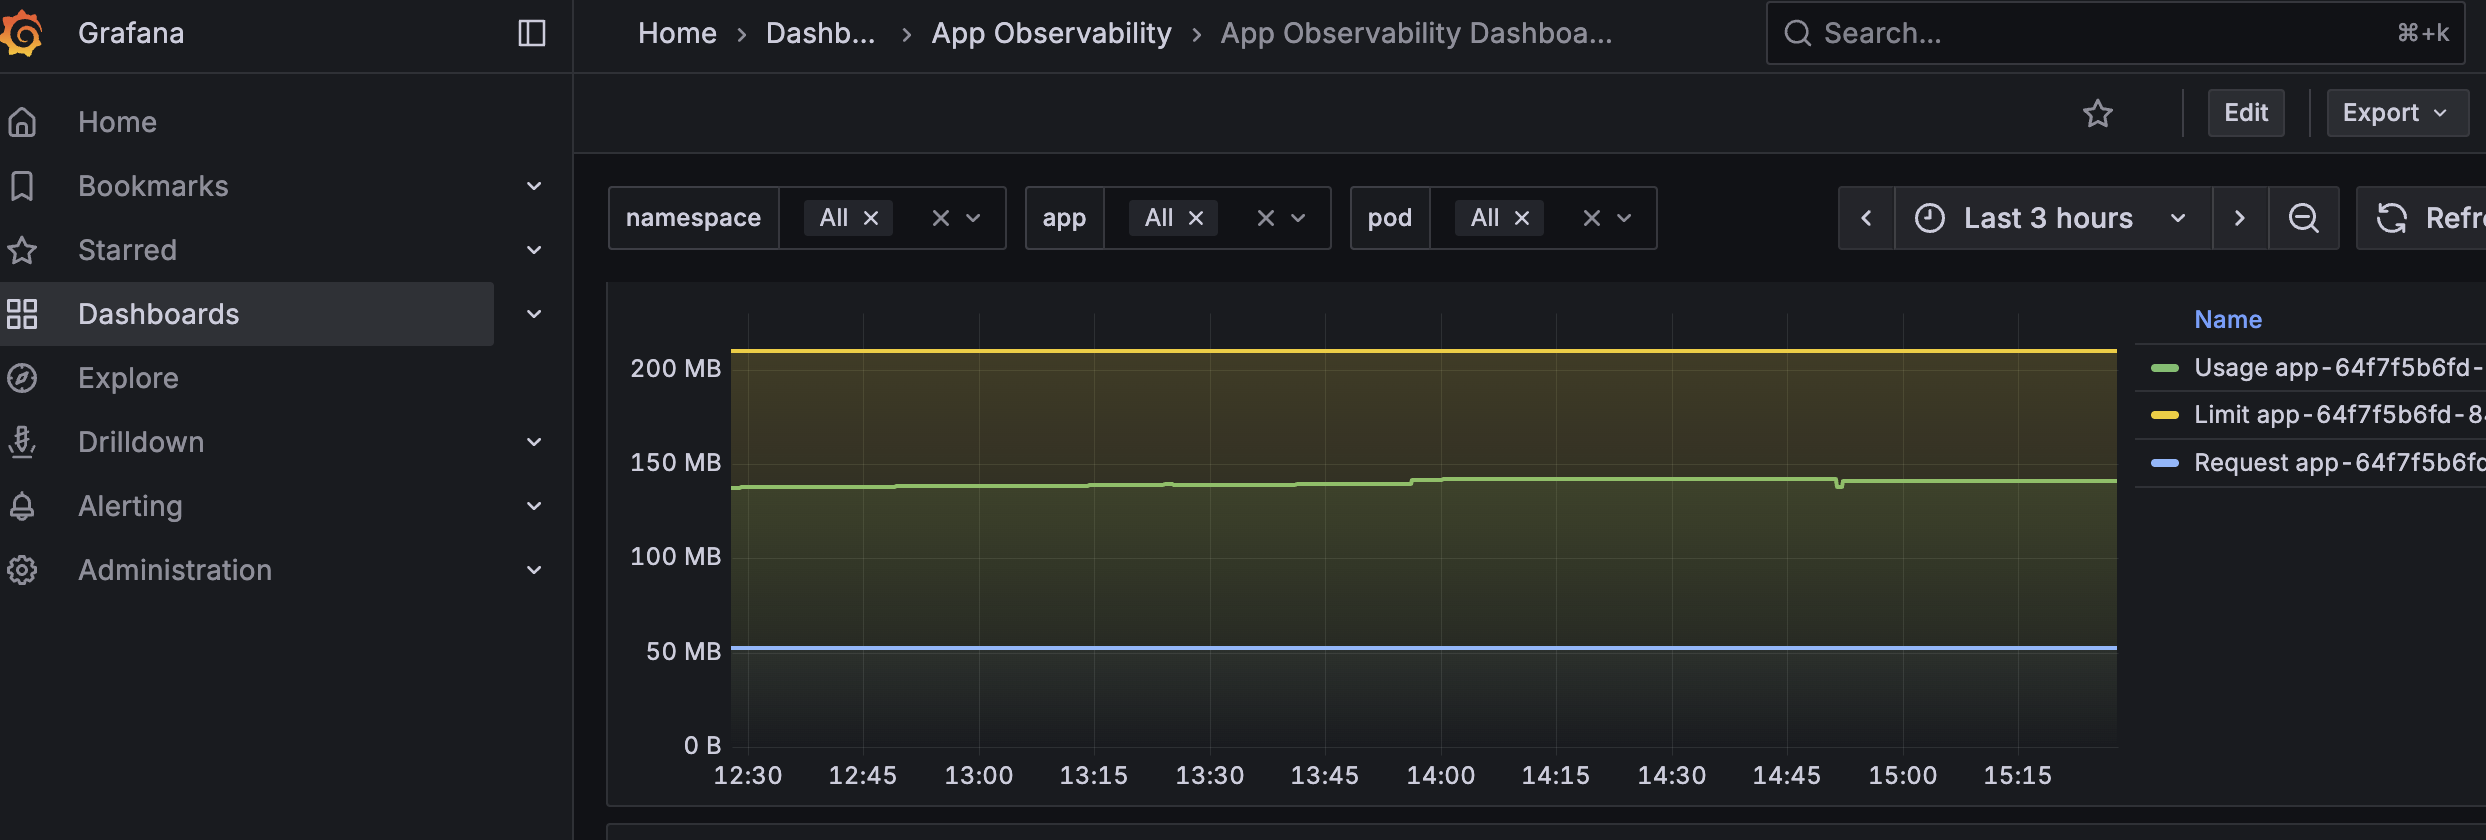 Grafana
Home › Dashb... › App Observability › App Observability Dashboa...
Search...
⌘+k
Home
Bookmarks
Starred
Dashboards
Explore
Drilldown
Alerting
Administration
Edit
Export
namespace All
app All
pod All
Last 3 hours
Refr
200 MB
150 MB
100 MB
50 MB
0 B
12:30 12:45 13:00 13:15 13:30 13:45 14:00 14:15 14:30 14:45 15:00 15:15
Name
Usage app-64f7f5b6fd-
Limit app-64f7f5b6fd-8
Request app-64f7f5b6fd